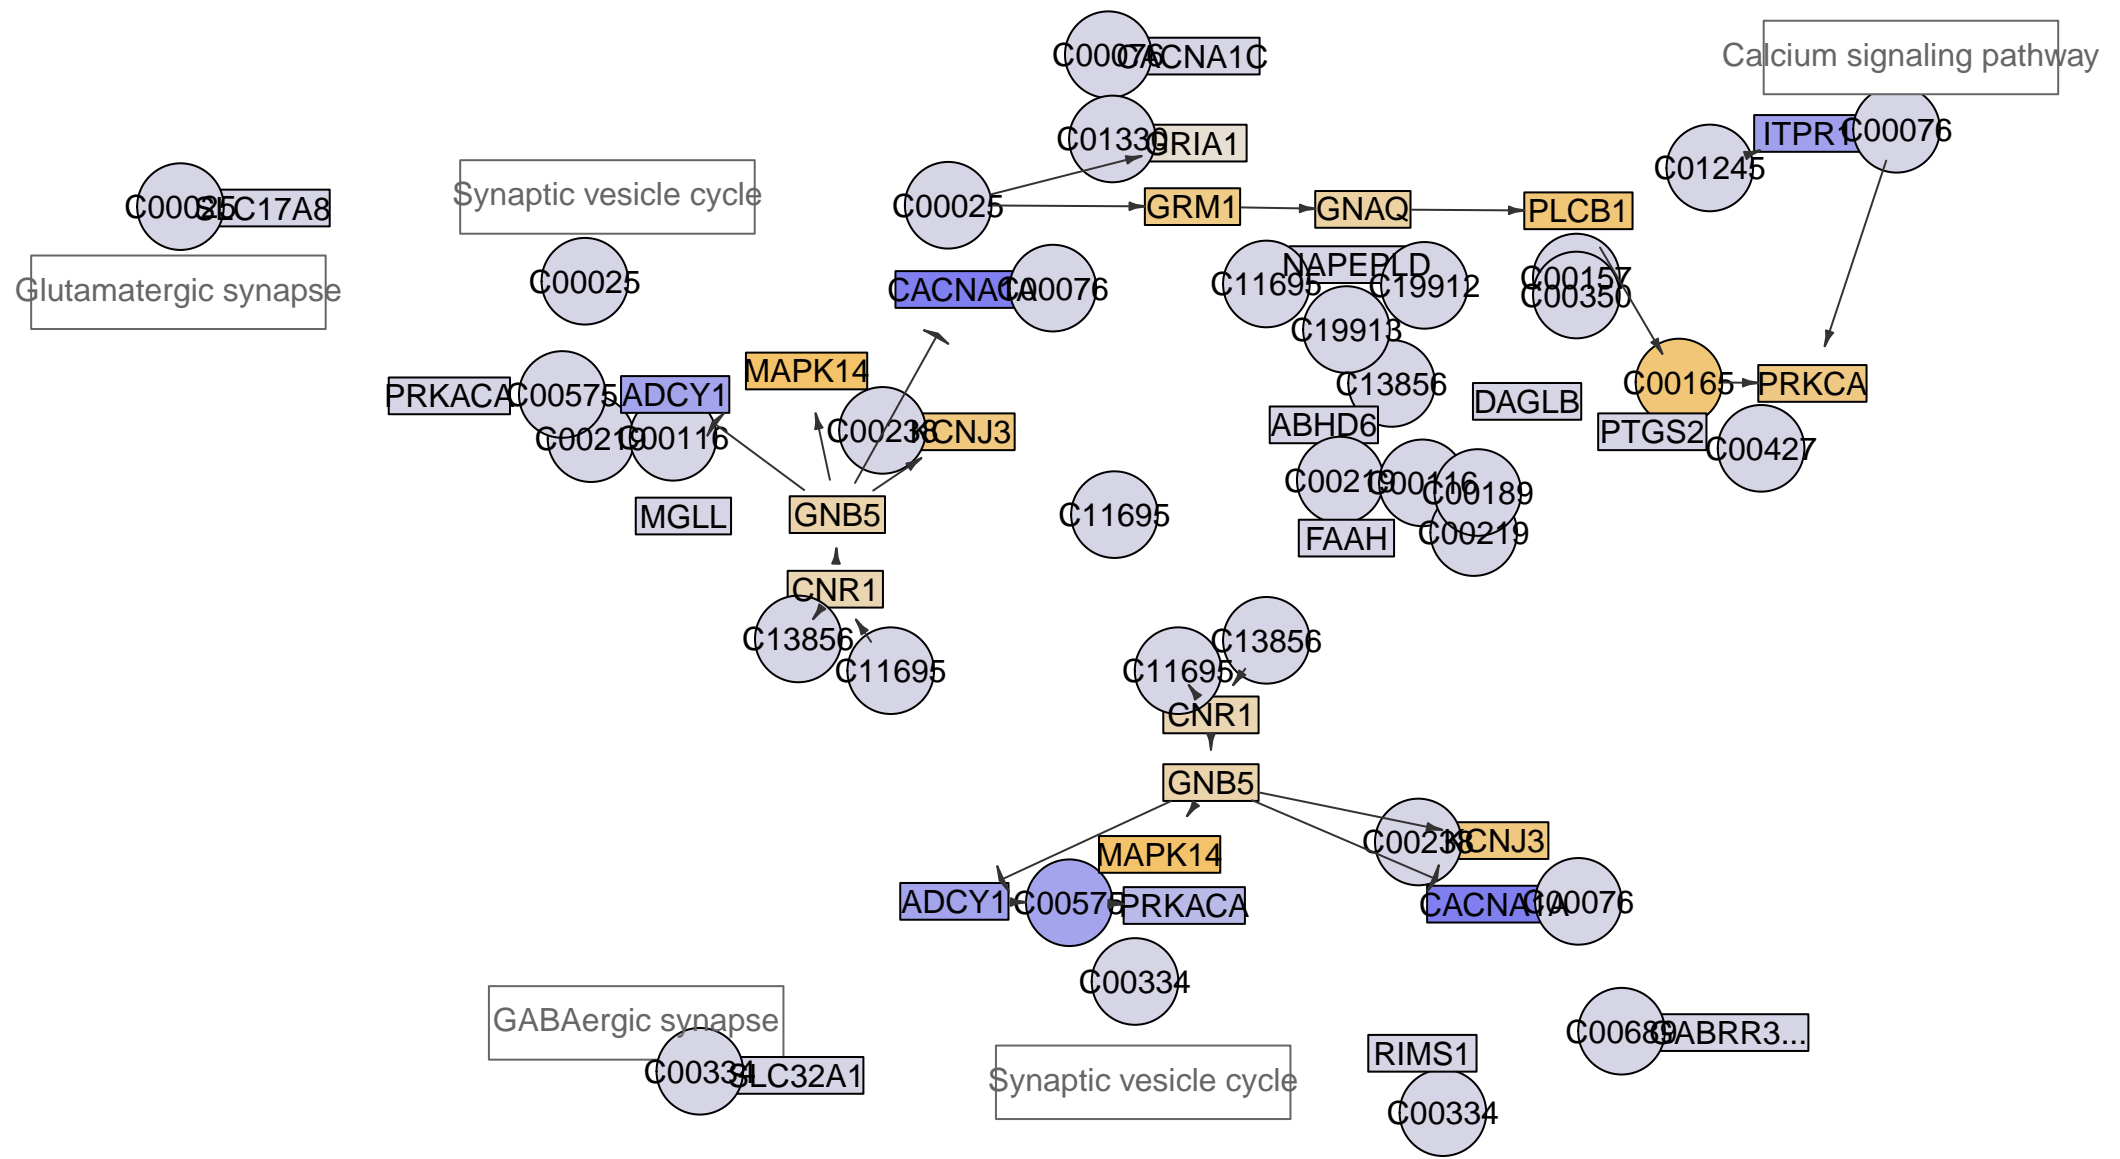 C00076
CACNA1C
Calcium signaling pathway
C01330
GRIA1
ITPR1
C00076
C01245
C00025
SLC17A8
Synaptic vesicle cycle
C00025
GRM1
GNAQ
PLCB1
Glutamatergic synapse
C00025
CACNA1A
C00076
NAPEPLD
C11695
C19912
C00157
C00350
C19913
MAPK14
C13856
C00165
PRKCA
PRKACA
C00575
ADCY1
DAGLB
C00219
C00116
C00238
KCNJ3
ABHD6
PTGS2
C00427
C00219
C00116
C00189
MGLL
GNB5
C11695
FAAH
C00219
CNR1
C13856
C11695
C13856
C11695
CNR1
GNB5
C00238
KCNJ3
MAPK14
ADCY1
C00575
PRKACA
CACNA1A
C00076
C00334
GABAergic synapse
C00334
SLC32A1
Synaptic vesicle cycle
RIMS1
C00334
C00689
GABRR3...